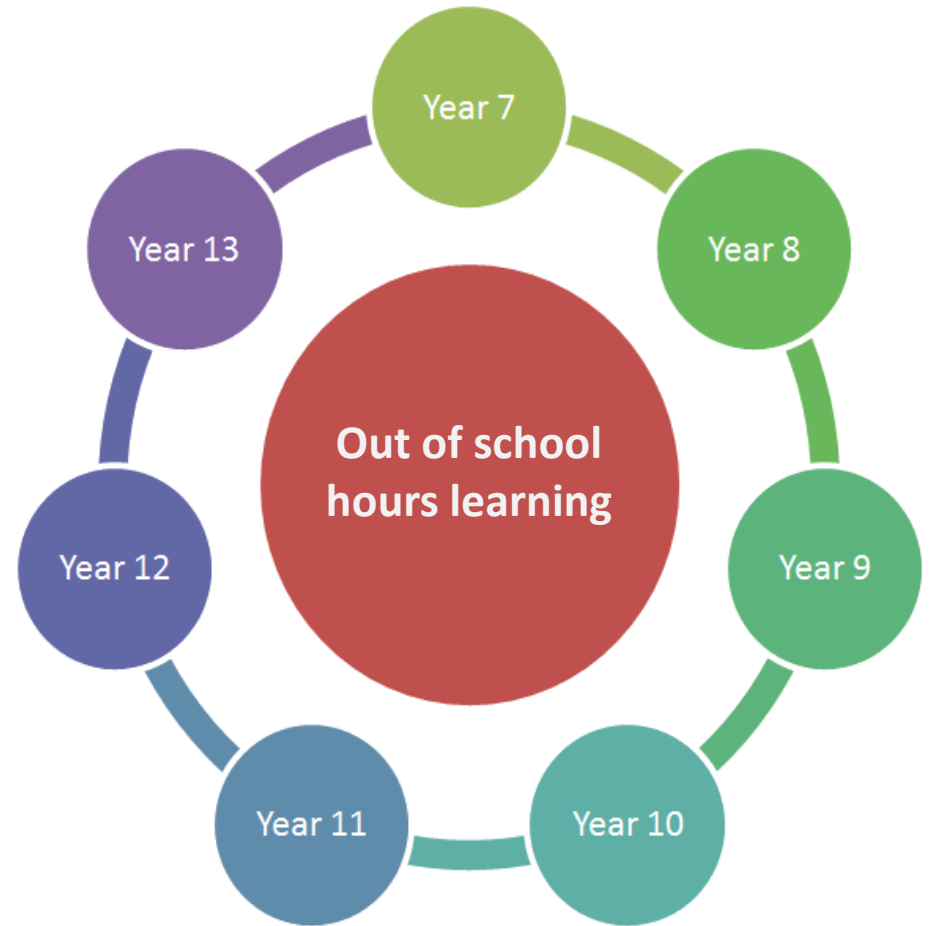 Year 7
Year 13
Year 8
Out of school
hours learning
Year 12
Year 9
Year 11
Year 10